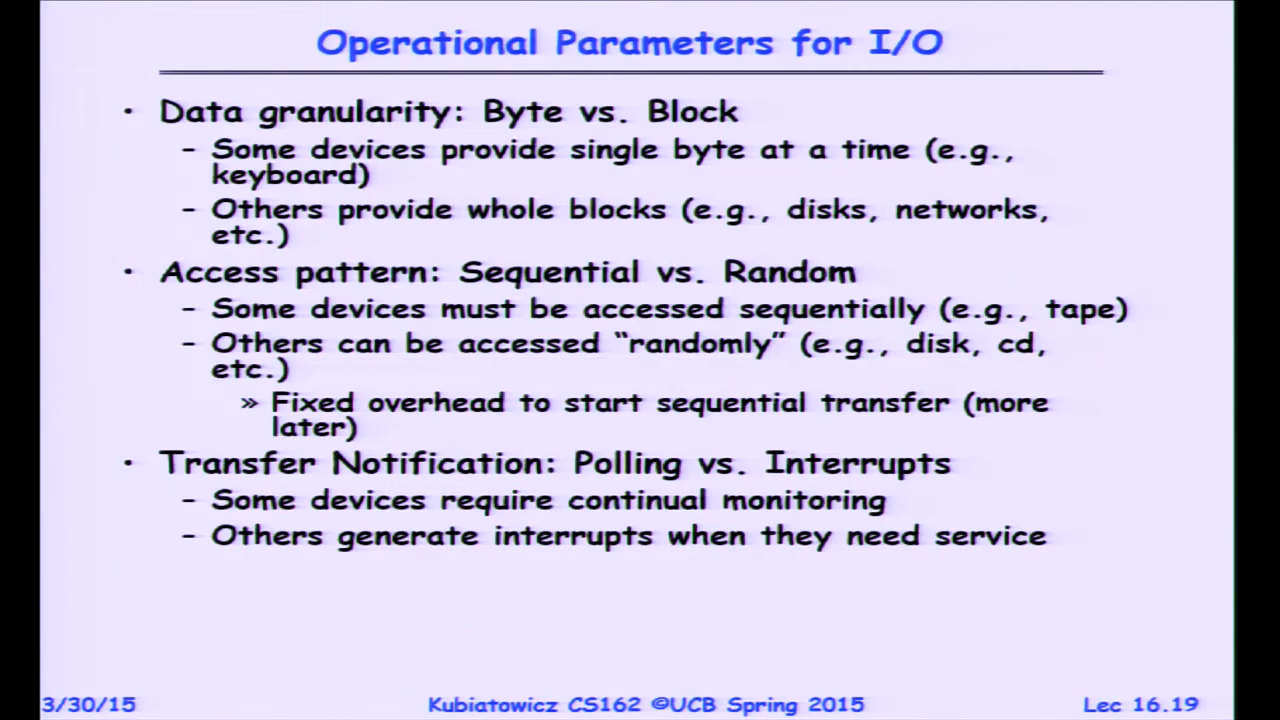 Operational Parameters for I/O
• Data granularity: Byte vs. Block
– Some devices provide single byte at a time (e.g.,
keyboard)
– Others provide whole blocks (e.g., disks, networks,
etc.)
• Access pattern: Sequential vs. Random
– Some devices must be accessed sequentially (e.g., tape)
– Others can be accessed “randomly” (e.g., disk, cd,
etc.)
» Fixed overhead to start sequential transfer (more
later)
• Transfer Notification: Polling vs. Interrupts
– Some devices require continual monitoring
– Others generate interrupts when they need service
3/30/15
Kubiatowicz CS162 ©UCB Spring 2015
Lec 16.19